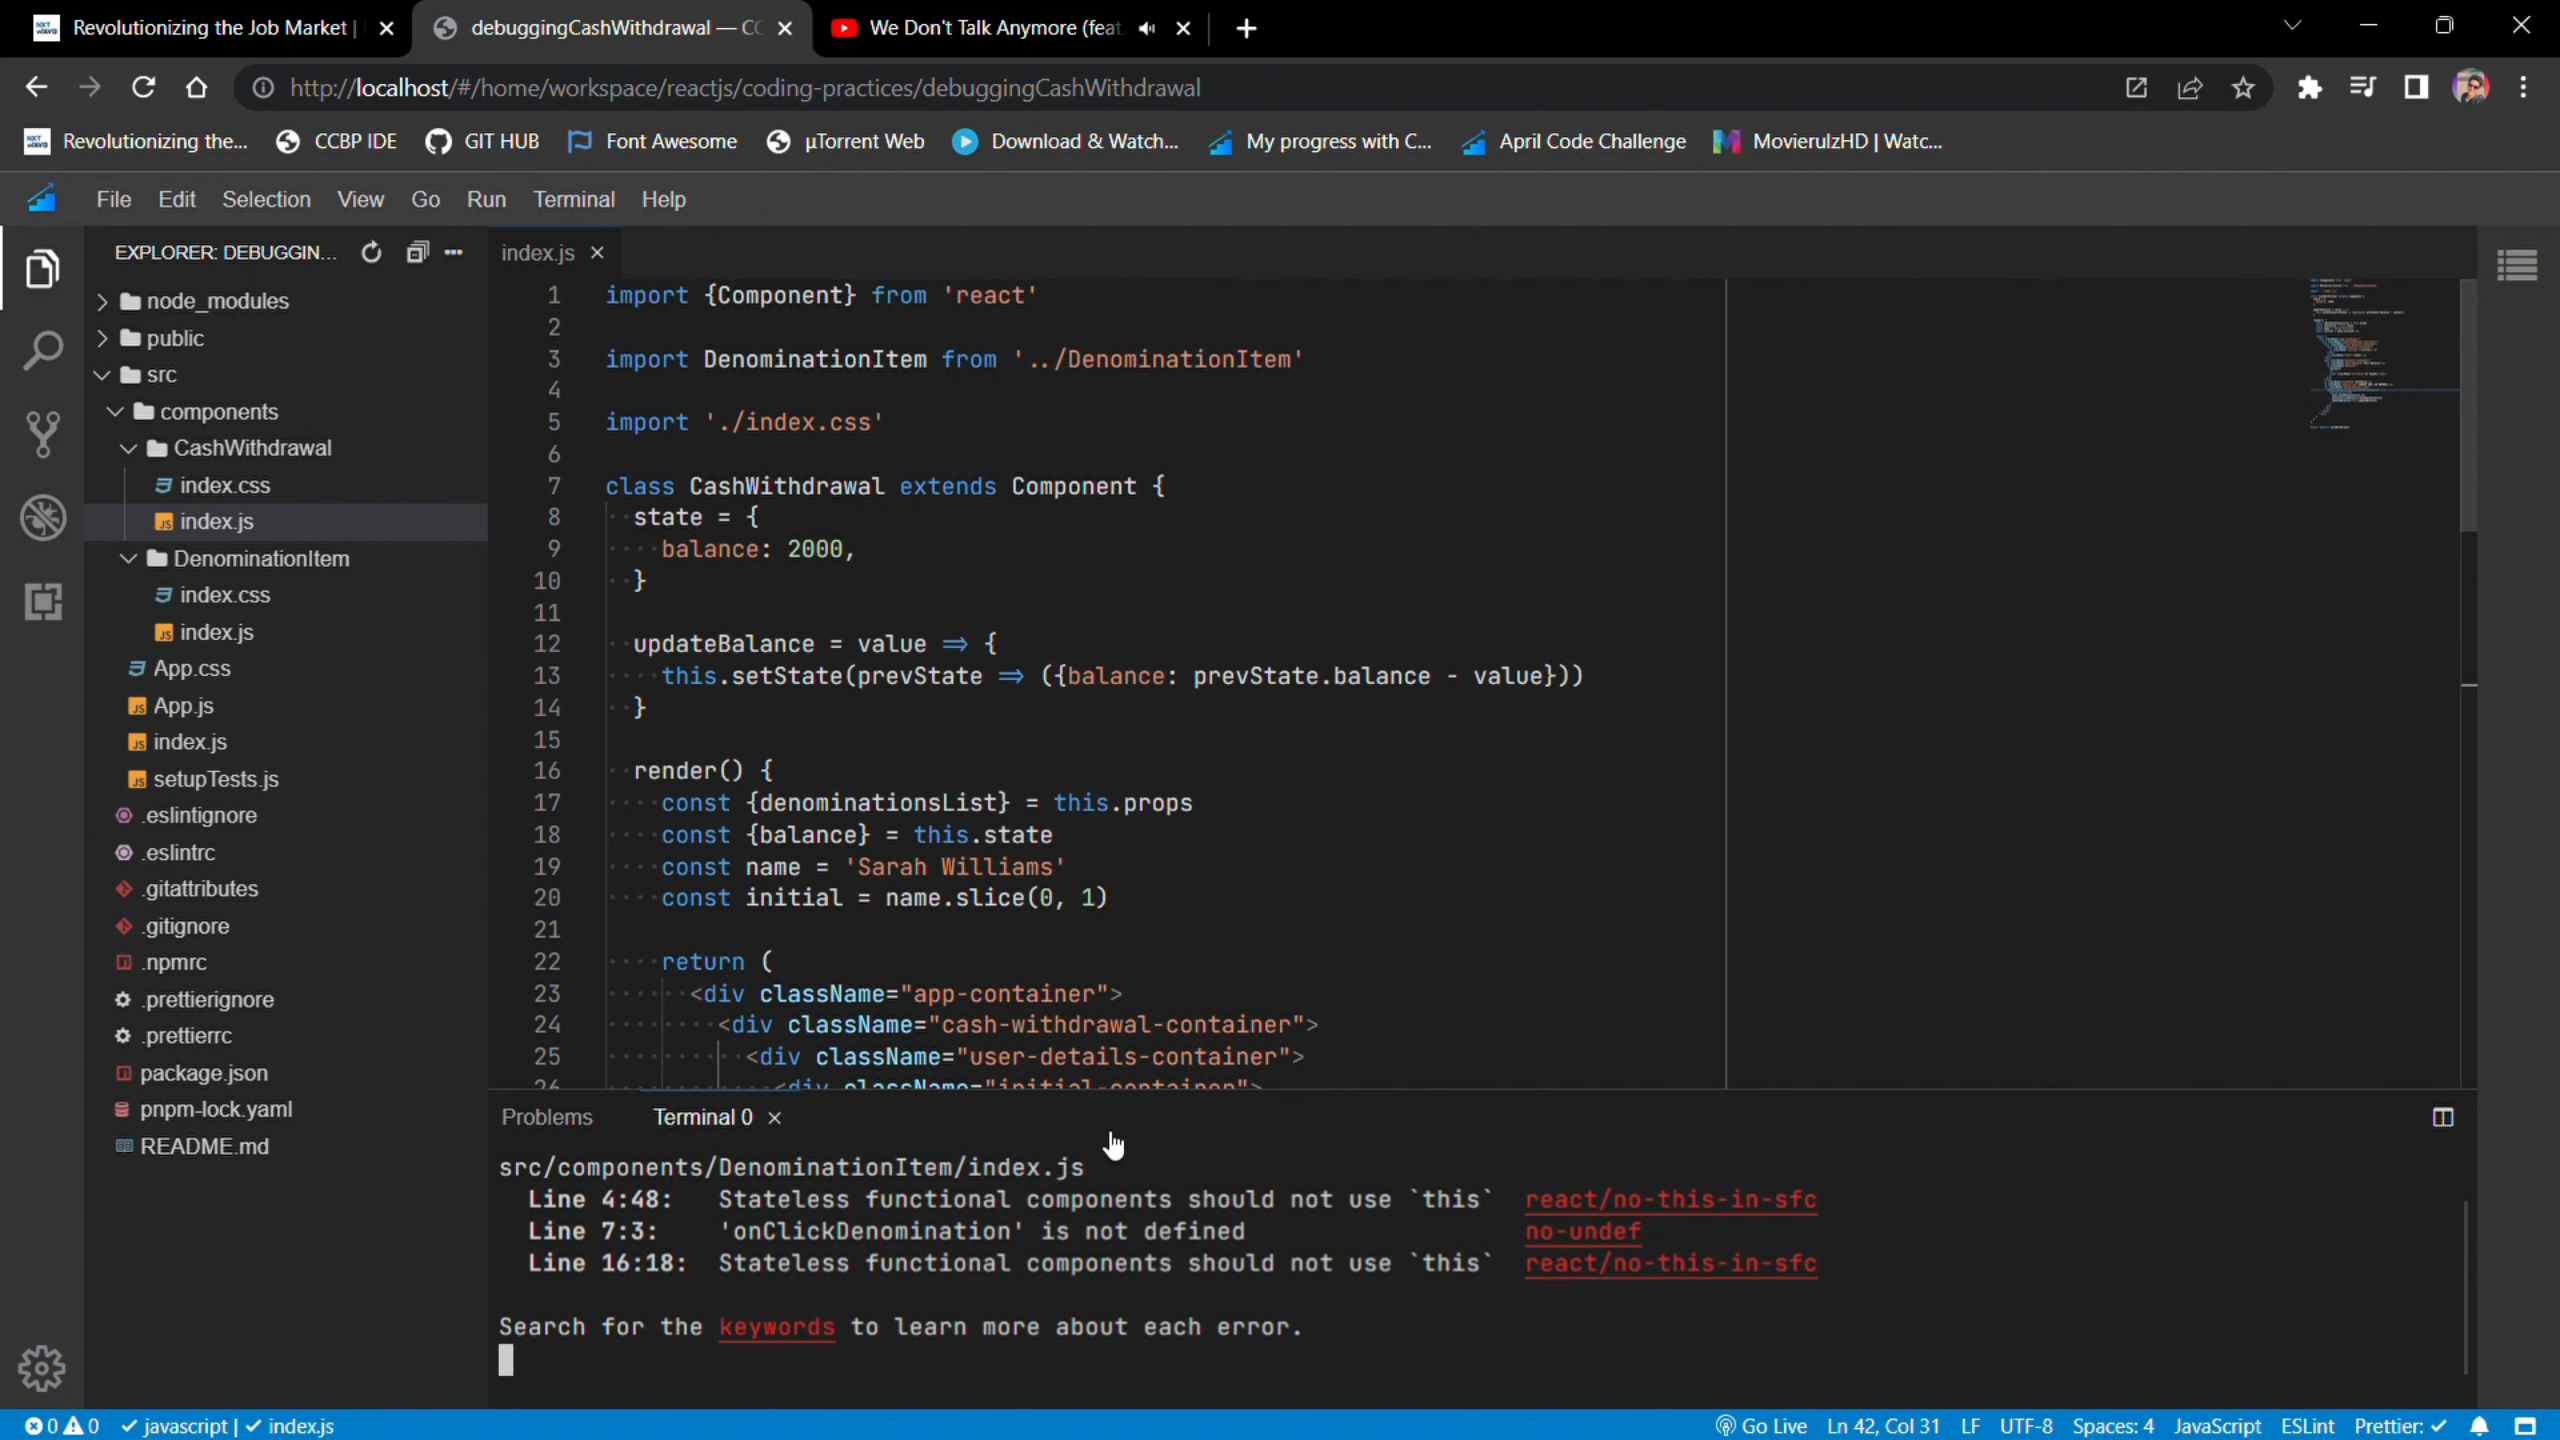 Revolutionizing the Job Market |
debuggingCashWithdrawal — CC
We Don't Talk Anymore (feat
http://localhost/#/home/workspace/reactjs/coding-practices/debuggingCashWithdrawal
Revolutionizing the... CCBP IDE GIT HUB Font Awesome µTorrent Web Download & Watch... My progress with C... April Code Challenge MovierulzHD | Watc...
File Edit Selection View Go Run Terminal Help
EXPLORER: DEBUGGIN...
node_modules
public
src
components
CashWithdrawal
index.css
index.js
DenominationItem
index.css
index.js
App.css
App.js
index.js
setupTests.js
.eslintignore
.eslintrc
.gitattributes
.gitignore
.npmrc
.prettierignore
.prettierrc
package.json
pnpm-lock.yaml
README.md
index.js
1 import {Component} from 'react'
2
3 import DenominationItem from '../DenominationItem'
4
5 import './index.css'
6
7 class CashWithdrawal extends Component {
8 state = {
9 balance: 2000,
10 }
11
12 updateBalance = value => {
13 this.setState(prevState => ({balance: prevState.balance - value}))
14 }
15
16 render() {
17 const {denominationsList} = this.props
18 const {balance} = this.state
19 const name = 'Sarah Williams'
20 const initial = name.slice(0, 1)
21
22 return (
23 <div className="app-container">
24 <div className="cash-withdrawal-container">
25 <div className="user-details-container">
26 <div className="initial-container">
Problems Terminal 0
src/components/DenominationItem/index.js
Line 4:48: Stateless functional components should not use `this` react/no-this-in-sfc
Line 7:3: 'onClickDenomination' is not defined no-undef
Line 16:18: Stateless functional components should not use `this` react/no-this-in-sfc
Search for the keywords to learn more about each error.
0 0 javascript | index.js Go Live Ln 42, Col 31 LF UTF-8 Spaces: 4 JavaScript ESLint Prettier: